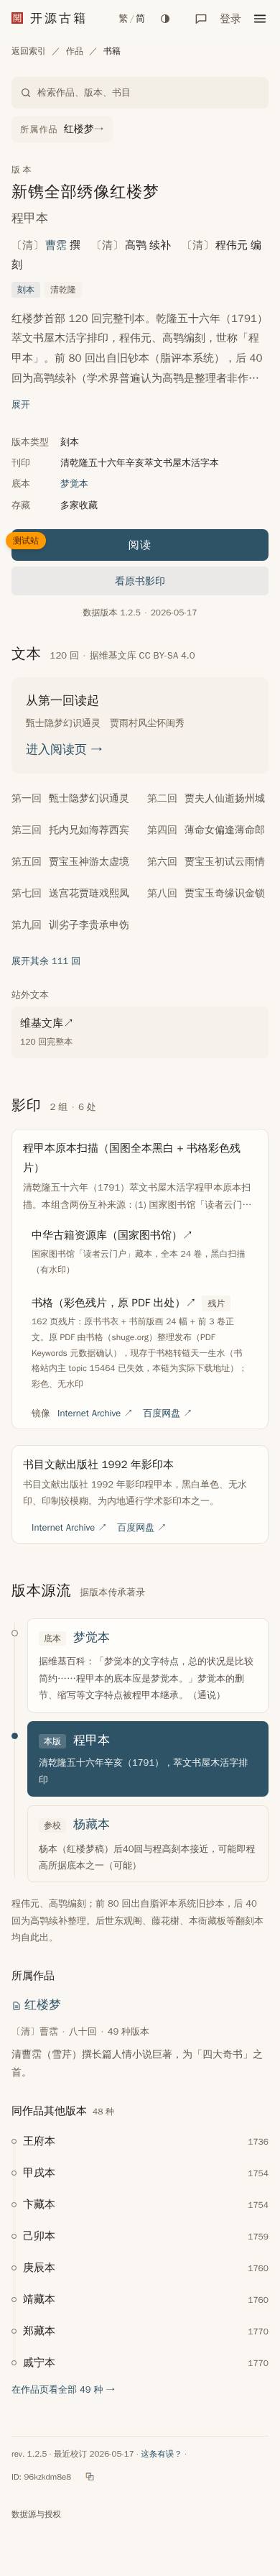 開 开源古籍 繁/简 登录
返回索引 / 作品 / 书籍
检索作品、版本、书目
所属作品 红楼梦→
版 本
新镌全部绣像红楼梦
程甲本
〔清〕曹霑 撰 〔清〕高鹗 续补 〔清〕程伟元 编
刻
刻本 清乾隆
红楼梦首部 120 回完整刊本。乾隆五十六年（1791）
萃文书屋木活字排印，程伟元、高鹗编刻，世称「程
甲本」。前 80 回出自旧钞本（脂评本系统），后 40
回为高鹗续补（学术界普遍认为高鹗是整理者非作…
展开
版本类型 刻本
刊印 清乾隆五十六年辛亥萃文书屋木活字本
底本 梦觉本
存藏 多家收藏
阅读
测试站
看原书影印
数据版本 1.2.5 · 2026-05-17
文本 120 回 · 据维基文库 CC BY-SA 4.0
从第一回读起
甄士隐梦幻识通灵 贾雨村风尘怀闺秀
进入阅读页 →
第一回 甄士隐梦幻识通灵 第二回 贾夫人仙逝扬州城
第三回 托内兄如海荐西宾 第四回 薄命女偏逢薄命郎
第五回 贾宝玉神游太虚境 第六回 贾宝玉初试云雨情
第七回 送宫花贾琏戏熙凤 第八回 贾宝玉奇缘识金锁
第九回 训劣子李贵承申饬
展开其余 111 回
站外文本
维基文库↗
120 回完整本
影印 2 组 · 6 处
程甲本原本扫描（国图全本黑白 + 书格彩色残
片）
清乾隆五十六年（1791）萃文书屋木活字程甲本原本扫
描。本组含两份互补来源：(1) 国家图书馆「读者云门…
中华古籍资源库（国家图书馆）↗
国家图书馆「读者云门户」藏本，全本 24 卷，黑白扫描
（有水印）
书格（彩色残片，原 PDF 出处）↗ 残片
162 页残片：原书书衣 + 书前版画 24 幅 + 前 3 卷正
文。原 PDF 由书格（shuge.org）整理发布（PDF
Keywords 元数据确认），现存于书格转链天一生水（书
格站内主 topic 15464 已失效，本链为实际下载地址）；
彩色、无水印
镜像 Internet Archive ↗ 百度网盘 ↗
书目文献出版社 1992 年影印本
书目文献出版社 1992 年影印程甲本，黑白单色、无水
印、印制较模糊。为内地通行学术影印本之一。
Internet Archive ↗ 百度网盘 ↗
版本源流 据版本传承著录
底本 梦觉本
据维基百科：「梦觉本的文字特点，总的状况是比较
简约……程甲本的底本应是梦觉本。」梦觉本的删
节、缩写等文字特点被程甲本继承。（通说）
本版 程甲本
清乾隆五十六年辛亥（1791），萃文书屋木活字排
印
参校 杨藏本
杨本（红楼梦稿）后40回与程高刻本接近，可能即程
高所据底本之一（可能）
程伟元、高鹗编刻；前 80 回出自脂评本系统旧抄本，后 40
回为高鹗续补整理。后世东观阁、藤花榭、本衙藏板等翻刻本
均自此出。
所属作品
红楼梦
〔清〕曹霑 · 八十回 · 49 种版本
清曹霑（雪芹）撰长篇人情小说巨著，为「四大奇书」之
首。
同作品其他版本 48 种
王府本 1736
甲戌本 1754
卞藏本 1754
己卯本 1759
庚辰本 1760
靖藏本 1760
郑藏本 1770
戚宁本 1770
在作品页看全部 49 种 →
rev. 1.2.5 · 最近校订 2026-05-17 · 这条有误？ ·
ID: 96kzkdm8e8
数据源与授权